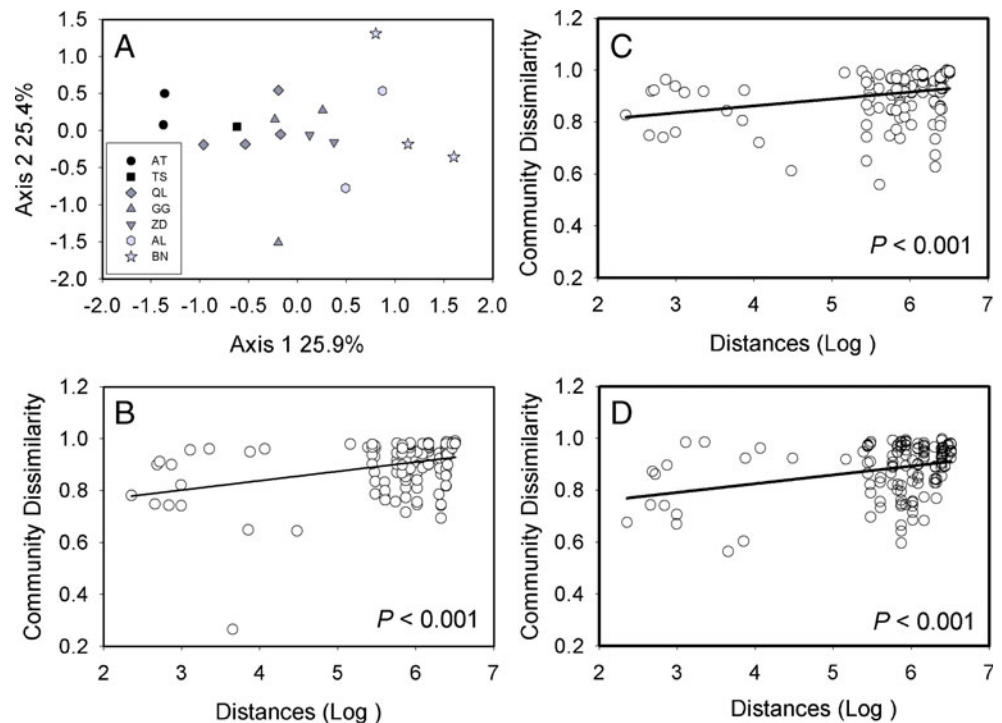 A
Axis 2 25.4%
1.5
1.0
0.5
0.0
-0.5
-1.0
-1.5
-2.0
AT
TS
QL
GG
ZD
AL
BN
-2.0 -1.5 -1.0 -0.5 0.0 0.5 1.0 1.5 2.0
Axis 1 25.9%
C
Community Dissimilarity
1.2
1.0
0.8
0.6
0.4
0.2
P < 0.001
2 3 4 5 6 7
Distances (Log )
B
Community Dissimilarity
1.2
1.0
0.8
0.6
0.4
0.2
P < 0.001
2 3 4 5 6 7
Distances (Log )
D
Community Dissimilarity
1.2
1.0
0.8
0.6
0.4
0.2
P < 0.001
2 3 4 5 6 7
Distances (Log )